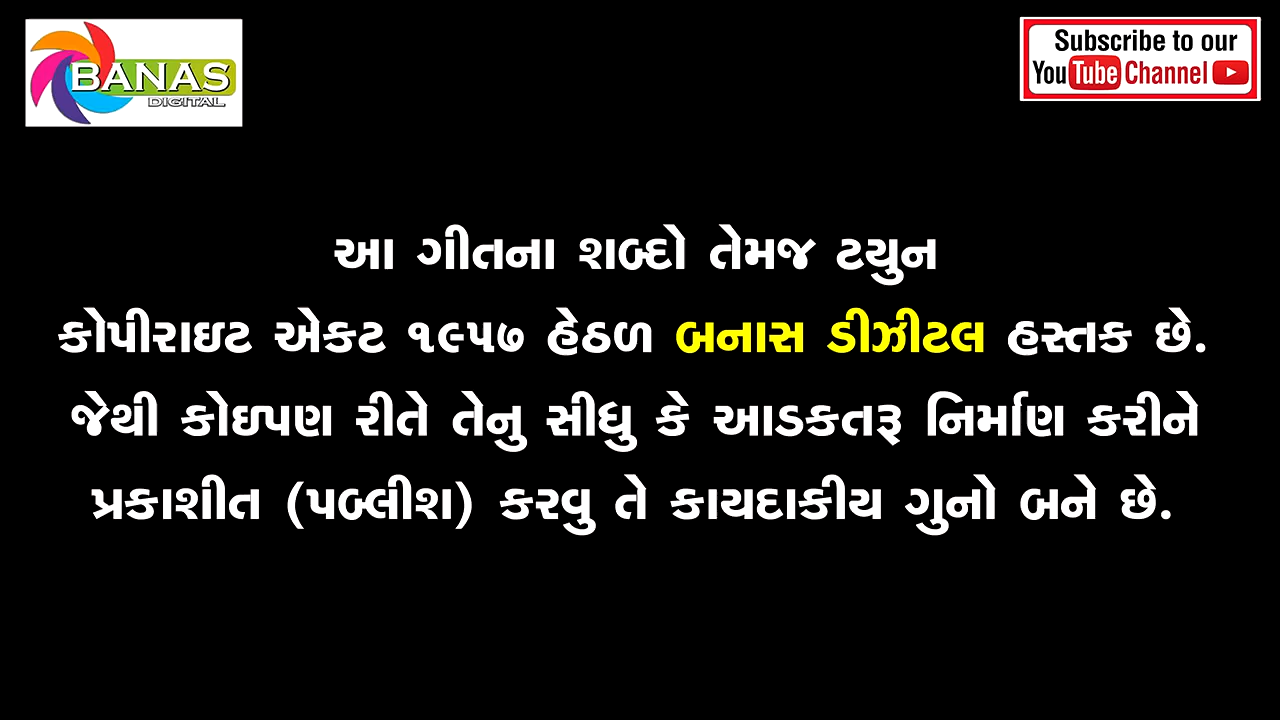 BANAS
DIGITAL
Subscribe to our
YouTube Channel
આ ગીતના શબ્દો તેમજ ટયુન
કોપીરાઇટ એકટ ૧૯૫૭ હેઠળ બનાસ ડીઝીટલ હસ્તક છે.
જેથી કોઇપણ રીતે તેનુ સીધુ કે આડકતરૂ નિર્માણ કરીને
પ્રકાશીત (પબ્લીશ) કરવુ તે કાયદાકીય ગુનો બને છે.